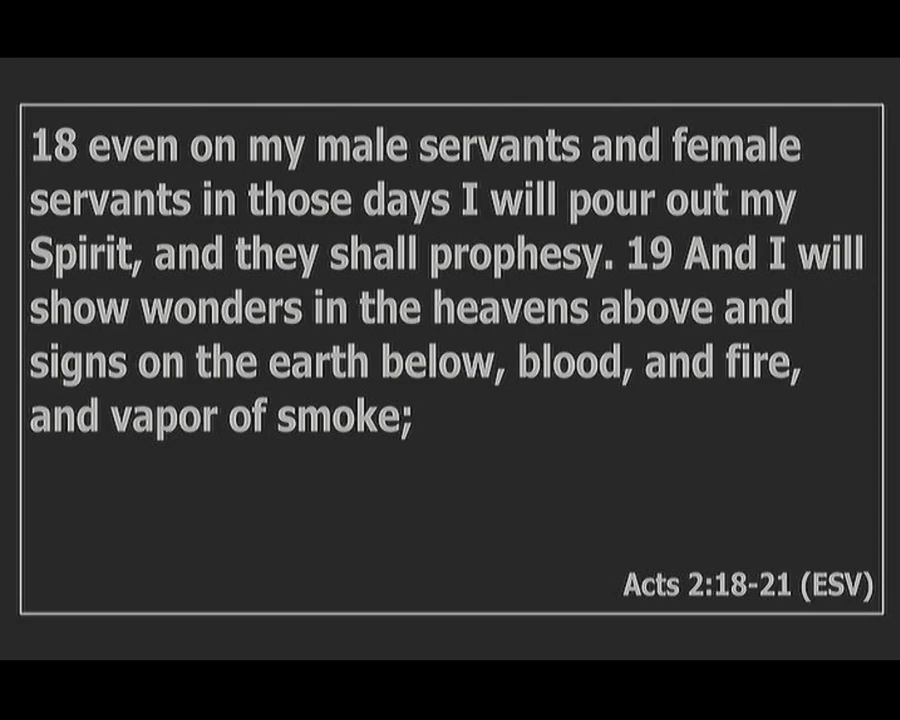 18 even on my male servants and female
servants in those days I will pour out my
Spirit, and they shall prophesy. 19 And I will
show wonders in the heavens above and
signs on the earth below, blood, and fire,
and vapor of smoke;
Acts 2:18-21 (ESV)